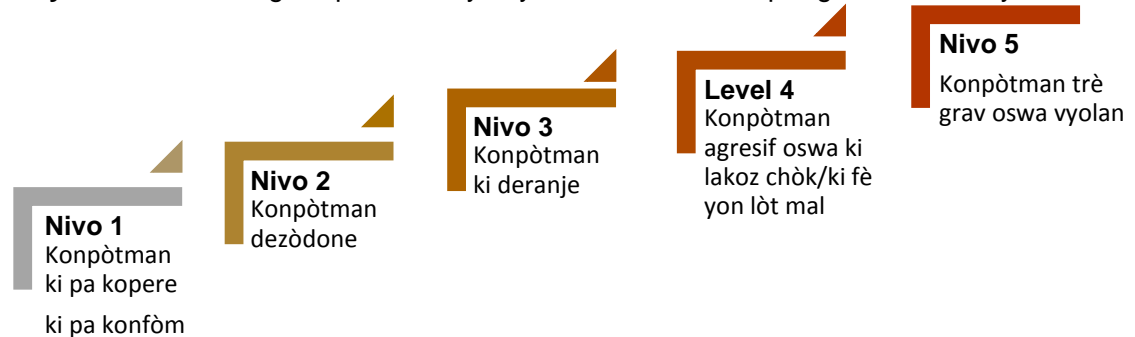 Nivo 1
Konpòtman
ki pa kopere
ki pa konfòm
Nivo 2
Konpòtman
dezòdone
Nivo 3
Konpòtman
ki deranje
Level 4
Konpòtman
agresif oswa ki
lakoz chòk/ki fè
yon lòt mal
Nivo 5
Konpòtman trè
grav oswa vyolan